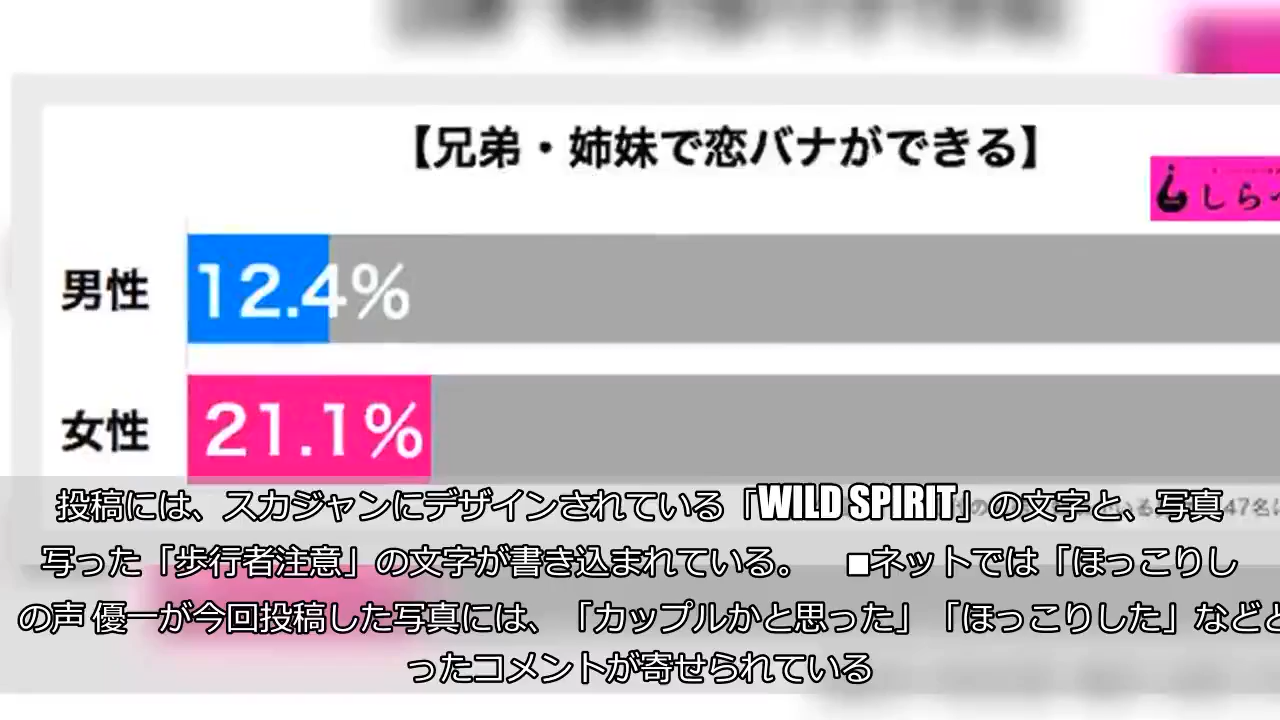 【兄弟・姉妹で恋バナができる】
しら
男性
12.4%
女性
21.1%
投稿には、スカジャンにデザインされている「WILD SPIRIT」の文字と、写真
47名
写った「歩行者注意」の文字が書き込まれている。 ■ネットでは「ほっこりし
の声 優一が今回投稿した写真には、「カップルかと思った」「ほっこりした」などと
ったコメントが寄せられている